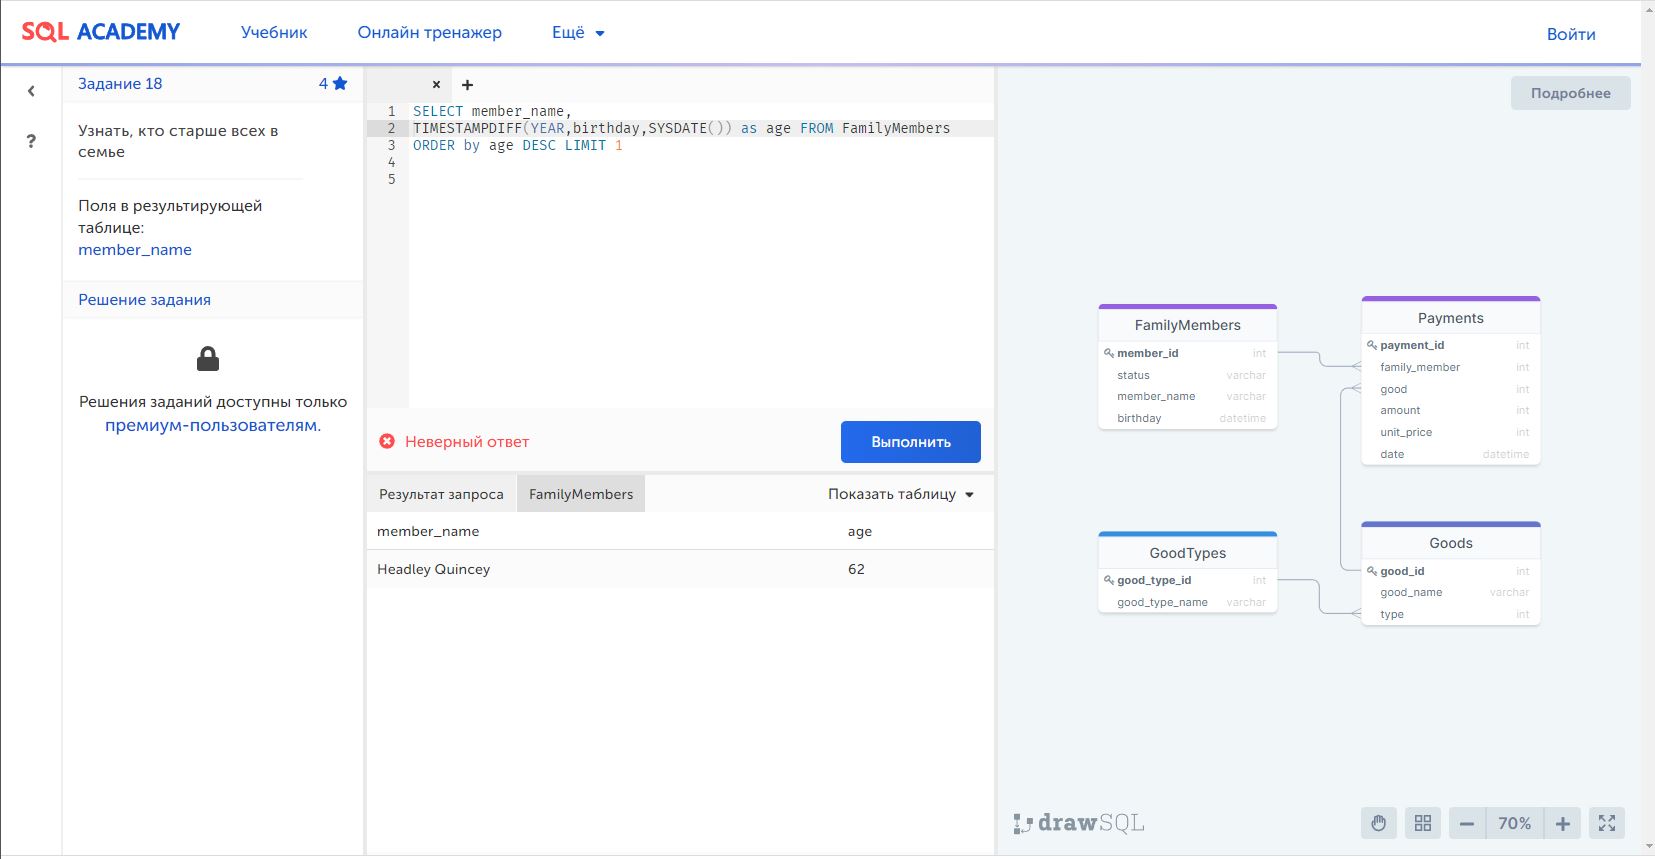 SQL ACADEMY
Учебник
Онлайн тренажер
Ещё
Войти
Задание 18
4
Узнать, кто старше всех в
семье
Поля в результирующей
таблице:
member_name
Решение задания
Решения заданий доступны только
премиум-пользователям.
× +
1 SELECT member_name,
2 TIMESTAMPDIFF(YEAR,birthday,SYSDATE()) as age FROM FamilyMembers
3 ORDER by age DESC LIMIT 1
4
5
Неверный ответ
Выполнить
Результат запроса
FamilyMembers
Показать таблицу
member_name age
Headley Quincey 62
Подробнее
FamilyMembers
member_id int
status varchar
member_name varchar
birthday datetime
Payments
payment_id int
family_member int
good int
amount int
unit_price int
date datetime
GoodTypes
good_type_id int
good_type_name varchar
Goods
good_id int
good_name varchar
type int
drawSQL
70%